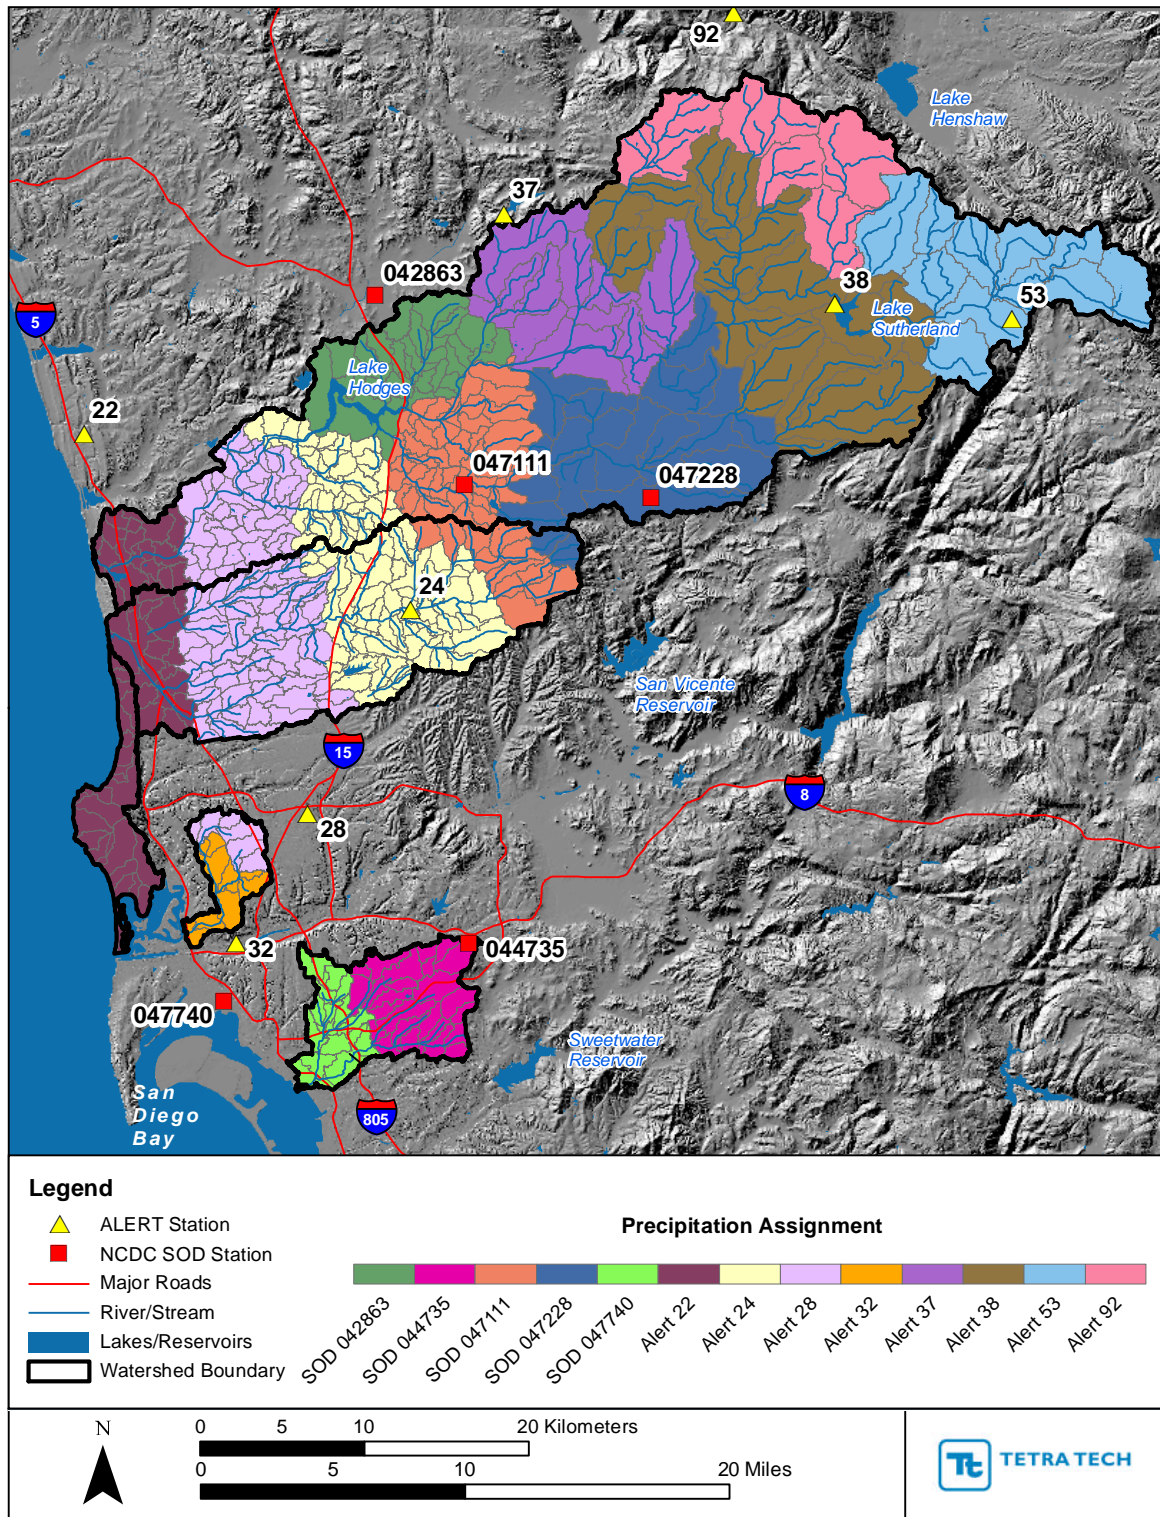 92
Lake
Henshaw
37
042863
38
53
Lake
Sutherland
5
Lake
Hodges
22
047111
047228
24
San Vicente
Reservoir
15
8
28
32
044735
047740
Sweetwater
Reservoir
San
Diego
Bay
805
Legend
ALERT Station
NCDC SOD Station
Major Roads
River/Stream
Lakes/Reservoirs
Watershed Boundary
Precipitation Assignment
SOD 042863
SOD 044735
SOD 047111
SOD 047228
SOD 047740
Alert 22
Alert 24
Alert 28
Alert 32
Alert 37
Alert 38
Alert 53
Alert 92
N
0 5 10 20 Kilometers
0 5 10 20 Miles
Tt TETRA TECH